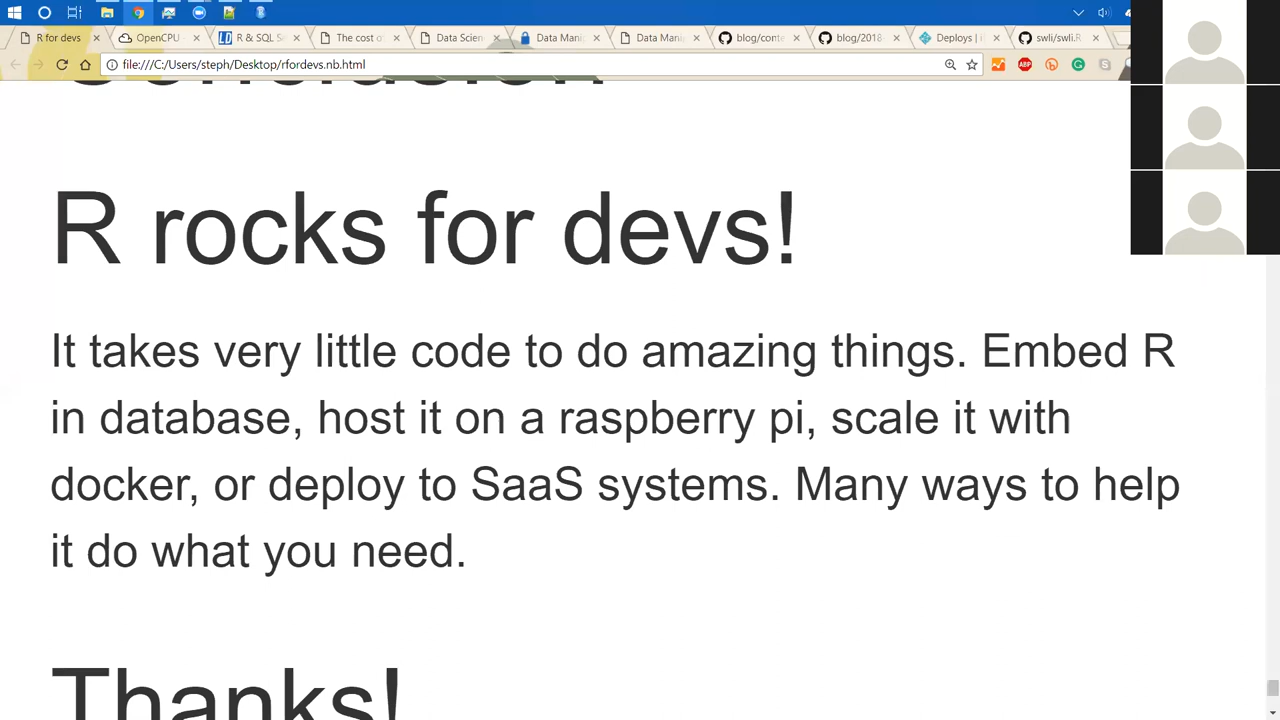 R for devs
OpenCPU
R & SQL S
The cost o
Data Scien
Data Mani
Data Man
blog/conte
blog/2018
Deploys | i
swli/swli.R
file:///C:/Users/steph/Desktop/rfordevs.nb.html
ABP
Conclusion
R rocks for devs!
It takes very little code to do amazing things. Embed R
in database, host it on a raspberry pi, scale it with
docker, or deploy to SaaS systems. Many ways to help
it do what you need.
Thanks!